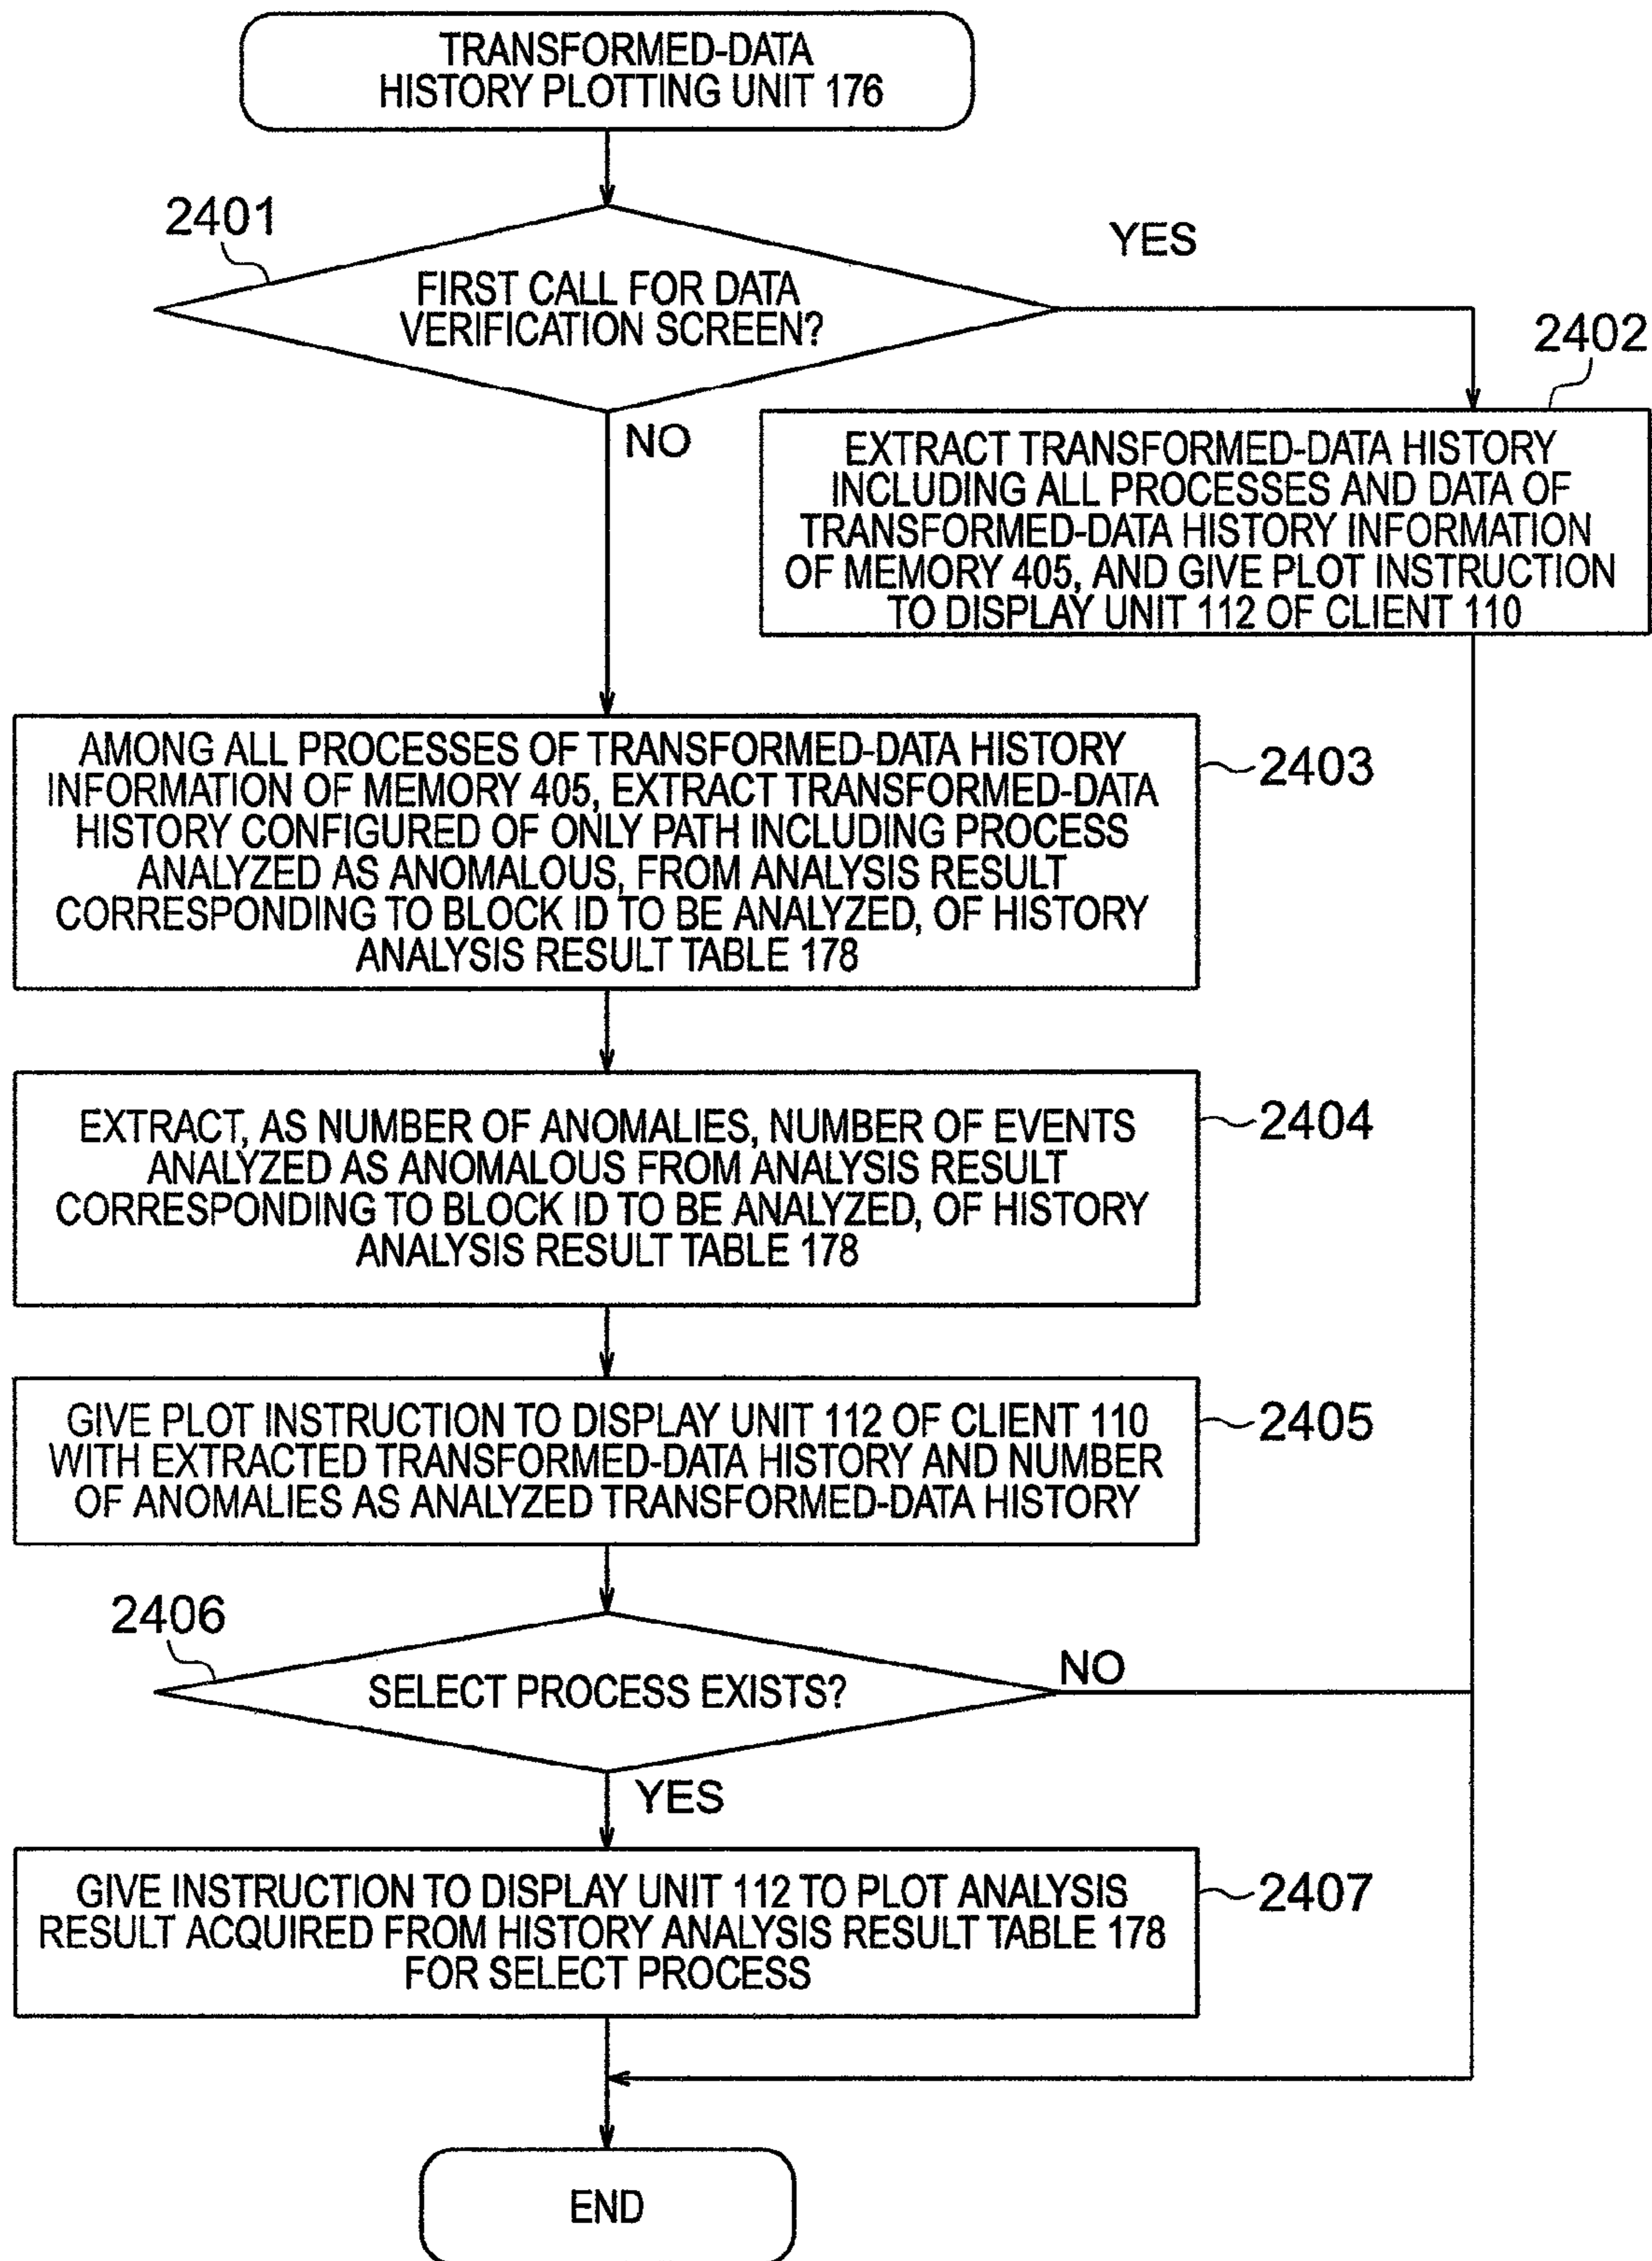 TRANSFORMED-DATA
HISTORY PLOTTING UNIT 176
2401
YES
FIRST CALL FOR DATA
VERIFICATION SCREEN?
2402
NO
EXTRACT TRANSFORMED-DATA HISTORY
INCLUDING ALL PROCESSES AND DATA OF
TRANSFORMED-DATA HISTORY INFORMATION
OF MEMORY 405, AND GIVE PLOT INSTRUCTION
TO DISPLAY UNIT 112 OF CLIENT 110
AMONG ALL PROCESSES OF TRANSFORMED-DATA HISTORY
INFORMATION OF MEMORY 405, EXTRACT TRANSFORMED-DATA
HISTORY CONFIGURED OF ONLY PATH INCLUDING PROCESS
ANALYZED AS ANOMALOUS, FROM ANALYSIS RESULT
CORRESPONDING TO BLOCK ID TO BE ANALYZED, OF HISTORY
ANALYSIS RESULT TABLE 178
2403
EXTRACT, AS NUMBER OF ANOMALIES, NUMBER OF EVENTS
ANALYZED AS ANOMALOUS FROM ANALYSIS RESULT
CORRESPONDING TO BLOCK ID TO BE ANALYZED, OF HISTORY
ANALYSIS RESULT TABLE 178
2404
GIVE PLOT INSTRUCTION TO DISPLAY UNIT 112 OF CLIENT 110
WITH EXTRACTED TRANSFORMED-DATA HISTORY AND NUMBER
OF ANOMALIES AS ANALYZED TRANSFORMED-DATA HISTORY
2405
2406
SELECT PROCESS EXISTS?
NO
YES
GIVE INSTRUCTION TO DISPLAY UNIT 112 TO PLOT ANALYSIS
RESULT ACQUIRED FROM HISTORY ANALYSIS RESULT TABLE 178
FOR SELECT PROCESS
2407
END